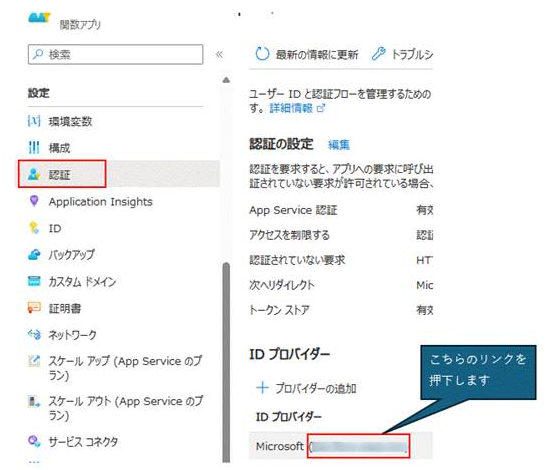 関数アプリ
検索
«
設定
環境変数
構成
認証
Application Insights
ID
バックアップ
カスタム ドメイン
証明書
ネットワーク
スケール アップ (App Service のプ
ラン)
スケール アウト (App Service のプ
ラン)
サービス コネクタ
最新の情報に更新 トラブルシ
ユーザー ID と認証フローを管理するための
す。詳細情報
認証の設定 編集
認証を要求すると、アプリへの要求に呼び出
証されていない要求が許可されている場合、
App Service 認証 有効
アクセスを制限する 認証
認証されていない要求 HT
次へリダイレクト Mic
トークン ストア 有効
ID プロバイダー
こちらのリンクを
押下します
プロバイダーの追加
ID プロバイダー
Microsoft (